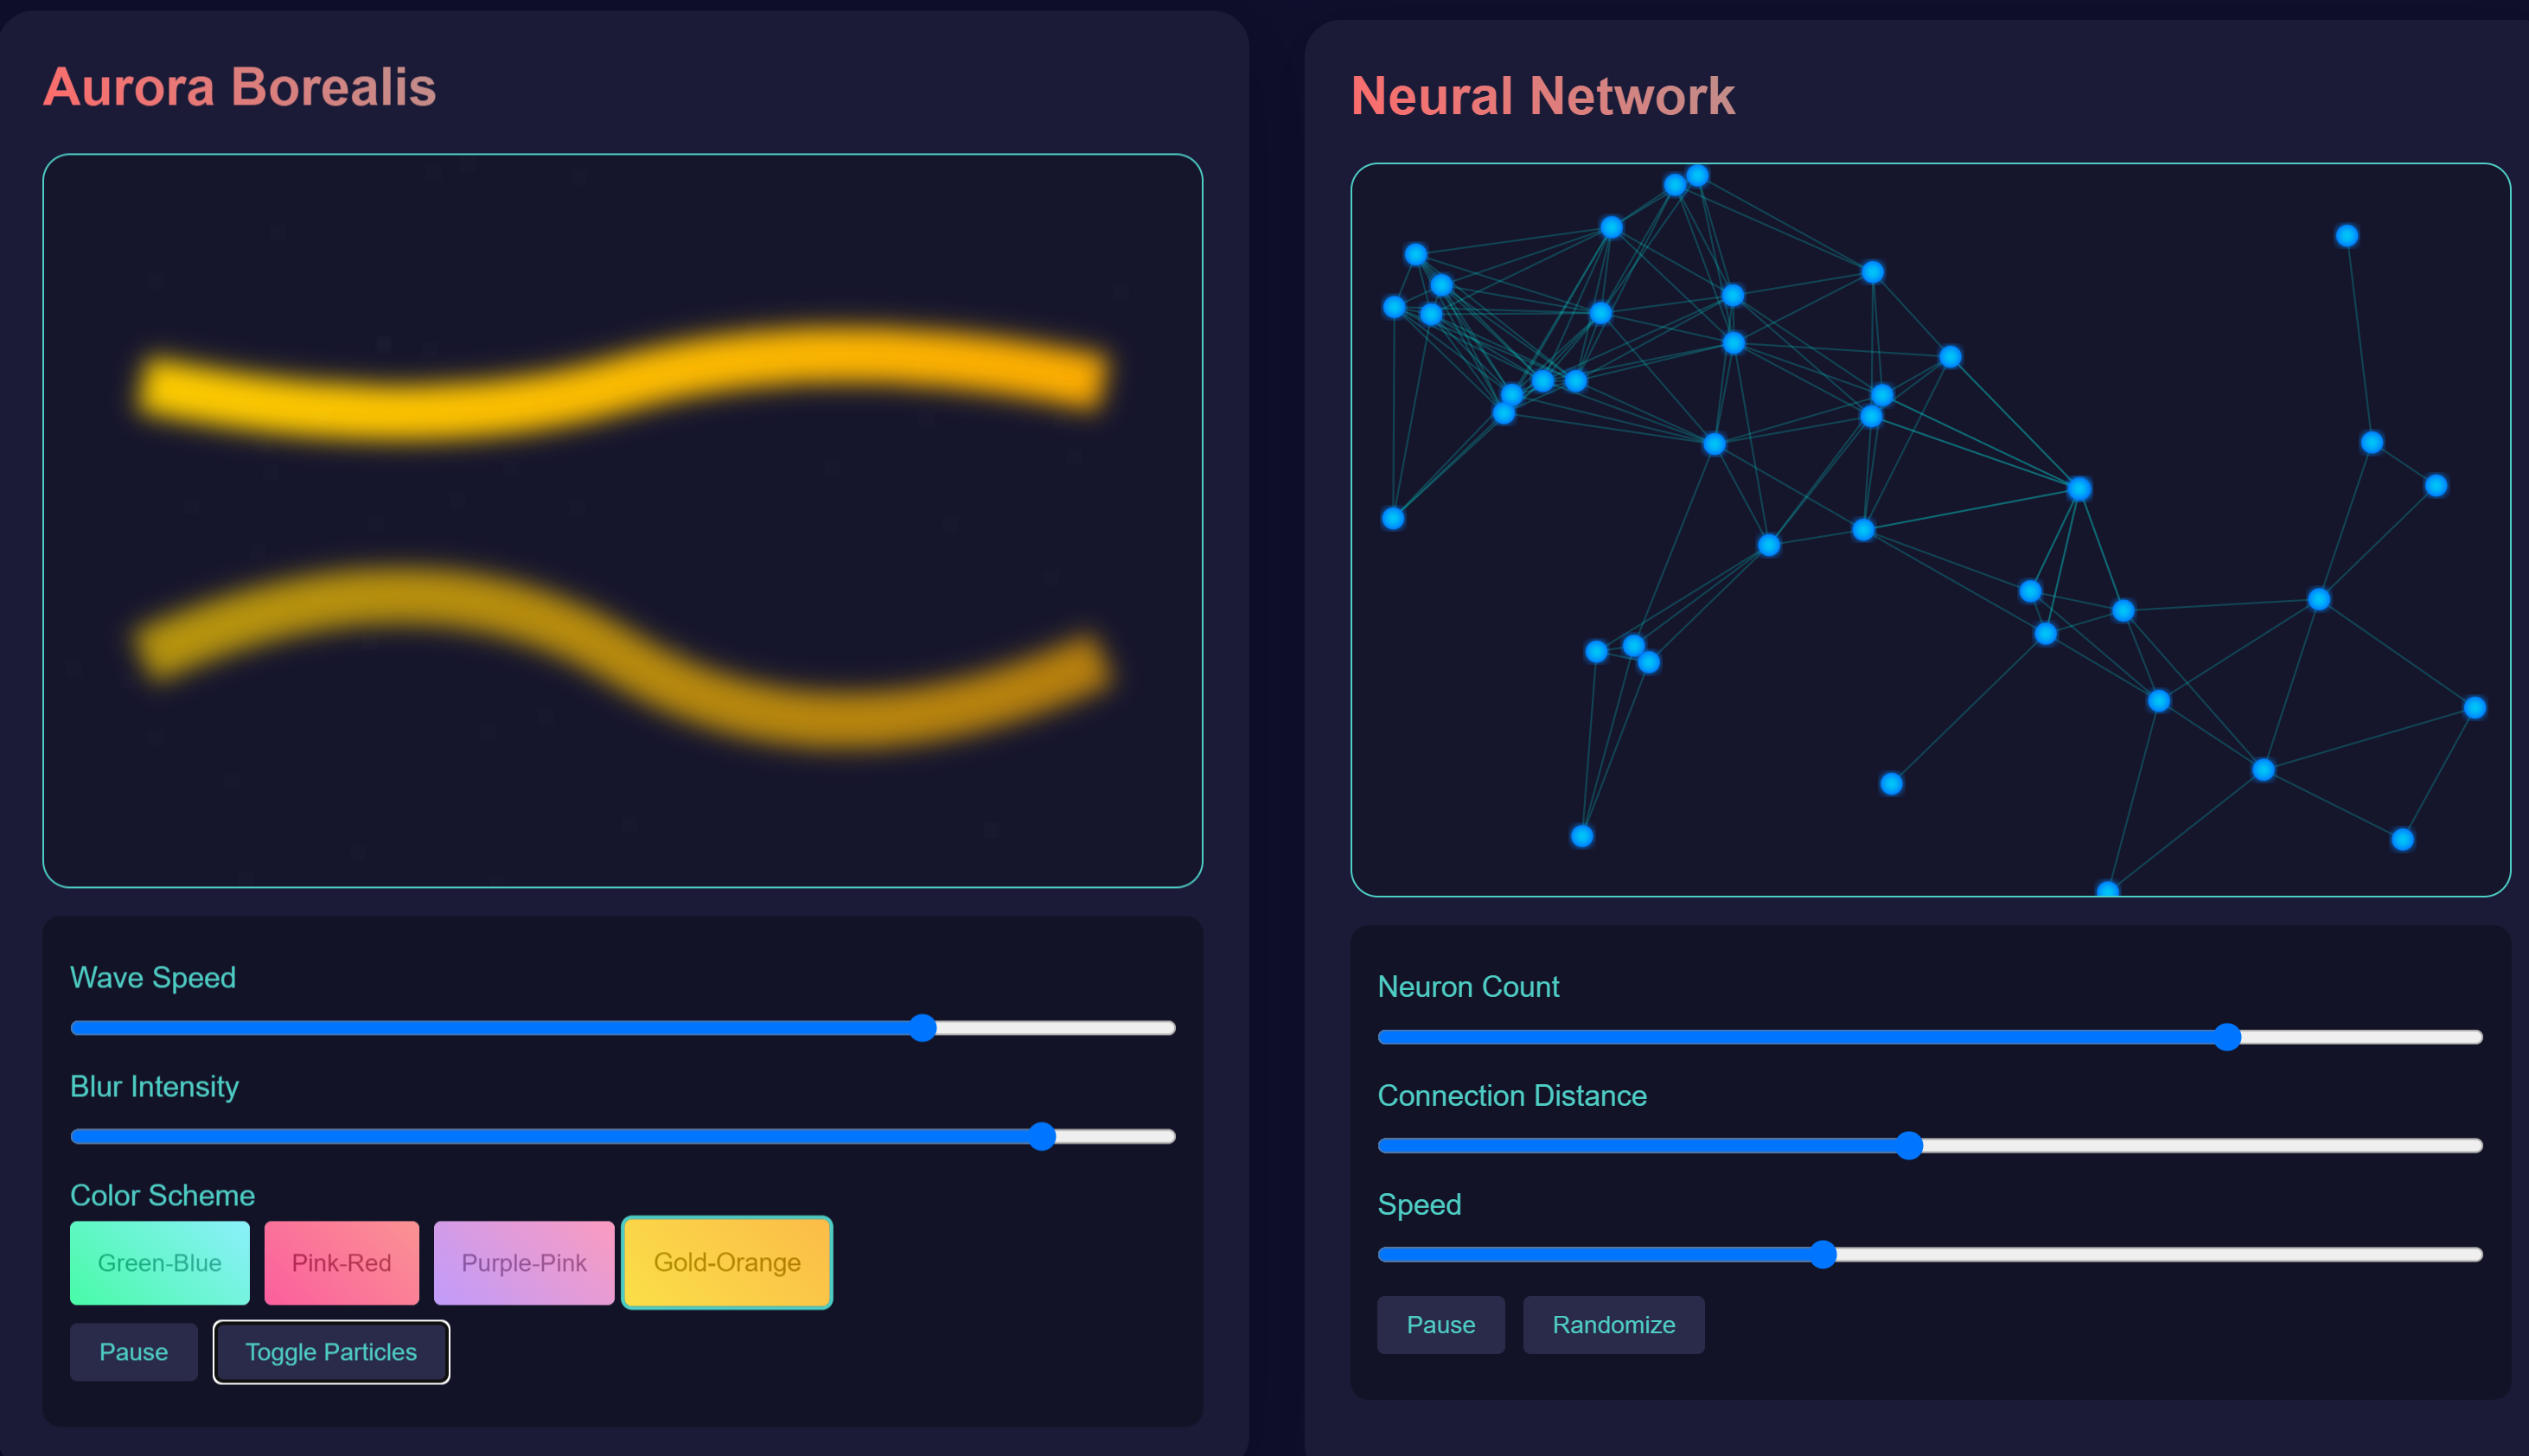 Aurora Borealis
Wave Speed
Blur Intensity
Color Scheme
Green-Blue Pink-Red Purple-Pink Gold-Orange
Pause Toggle Particles
Neural Network
Neuron Count
Connection Distance
Speed
Pause Randomize